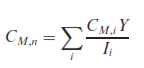 C_{M,n} = \sum_{i} \frac{C_{M,i} Y}{I_i}